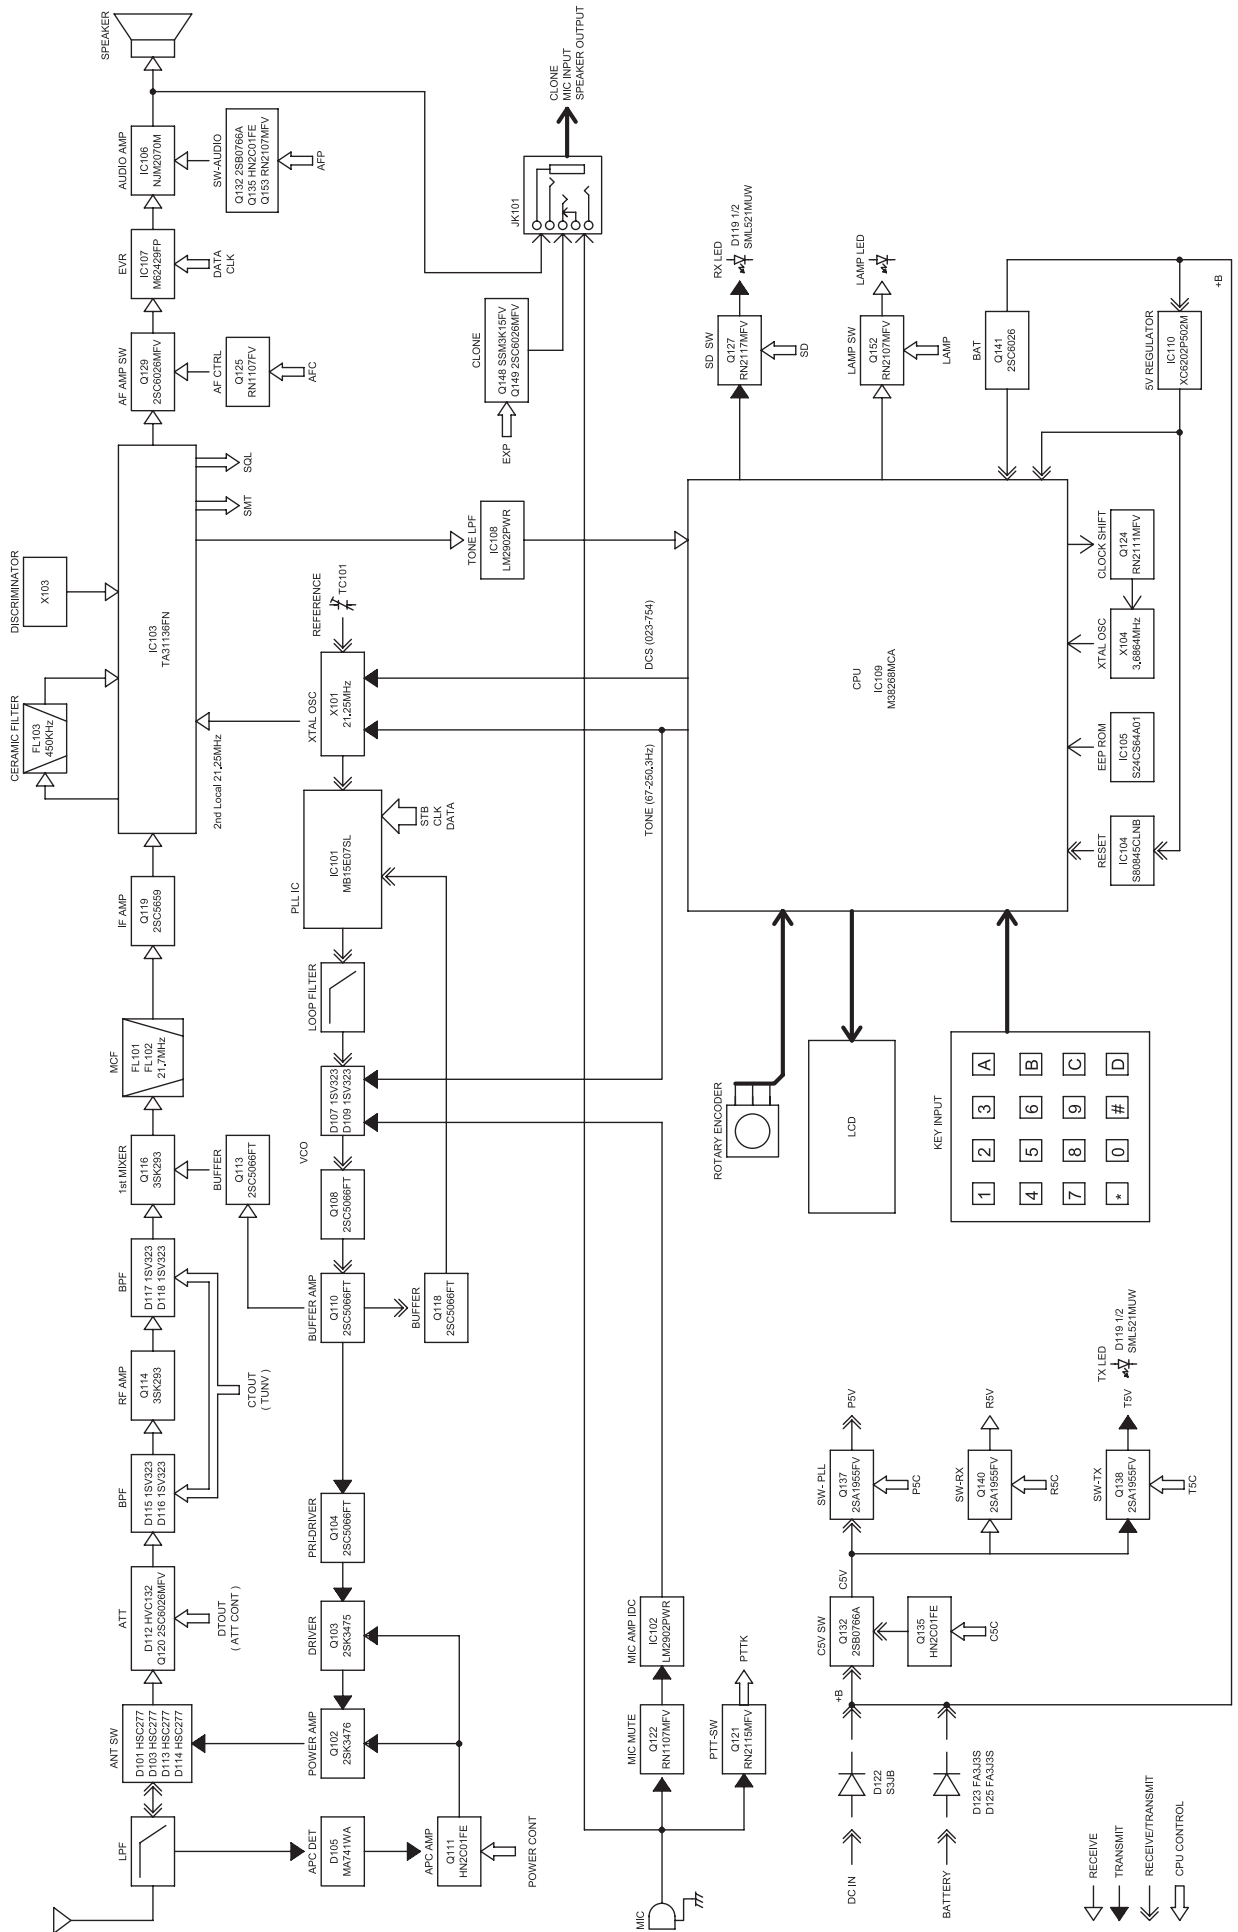 LPF
ANT SW
D101 HSC277
D103 HSC277
D113 HSC277
D114 HSC277
ATT
D112 HVC132
Q120 2SC6026MFV
DTOUT
( ATT CONT )
BPF
D115 1SV323
D116 1SV323
RF AMP
Q114
3SK293
BPF
D117 1SV323
D118 1SV323
CTOUT
( TUNV )
1st MIXER
Q116
3SK293
BUFFER
Q113
2SC5066FT
MCF
FL101
FL102
21.7MHz
IF AMP
Q119
2SC5659
CERAMIC FILTER
FL103
450KHz
DISCRIMINATOR
X103
IC103
TA31136FN
2nd Local 21.25MHz
SMT
SQL
AF AMP SW
Q129
2SC6026MFV
AF CTRL
Q125
RN1107FV
AFC
EVR
IC107
M62429FP
DATA
CLK
AUDIO AMP
IC106
NJM2070M
SW-AUDIO
Q132 2SB0766A
Q135 HN2C01FE
Q153 RN2107MFV
AFP
SPEAKER
APC DET
D105
MA741WA
APC AMP
Q111
HN2C01FE
POWER CONT
POWER AMP
Q102
2SK3476
DRIVER
Q103
2SK3475
PRI-DRIVER
Q104
2SC5066FT
BUFFER AMP
Q110
2SC5066FT
BUFFER
Q118
2SC5066FT
VCO
Q108
2SC5066FT
D107 1SV323
D109 1SV323
LOOP FILTER
PLL IC
IC101
MB15E07SL
STB
CLK
DATA
XTAL OSC
X101
21.25MHz
REFERENCE
TC101
TONE LPF
IC108
LM2902PWR
CLONE
Q148 SSM3K15FV
Q149 2SC6026MFV
EXP
JK101
CLONE
MIC INPUT
SPEAKER OUTPUT
MIC
MIC MUTE
Q122
RN1107MFV
MIC AMP IDC
IC102
LM2902PWR
PTT-SW
Q121
RN2115MFV
PTTK
TONE (67-250.3Hz)
DCS (023-754)
CPU
IC109
M38268MCA
SD SW
Q127
RN2117MFV
SD
RX LED
D119 1/2
SML521MUW
LAMP SW
Q152
RN2107MFV
LAMP
LAMP LED
BAT
Q141
2SC6026
5V REGULATOR
IC110
XC6202P502M
+B
RESET
IC104
S80845CLNB
EEP ROM
IC105
S24CS64A01
XTAL OSC
X104
3.6864MHz
CLOCK SHIFT
Q124
RN2111MFV
ROTARY ENCODER
LCD
KEY INPUT
1 2 3 A
4 5 6 B
7 8 9 C
* 0 # D
DC IN
D122
S3JB
BATTERY
D123 FA3J3S
D125 FA3J3S
+B
C5V SW
Q132
2SB0766A
Q135
HN2C01FE
C5C
C5V
SW- PLL
Q137
2SA1955FV
P5C
P5V
SW-RX
Q140
2SA1955FV
R5C
R5V
SW-TX
Q138
2SA1955FV
T5C
T5V
TX LED
D119 1/2
SML521MUW
RECEIVE
TRANSMIT
RECEIVE/TRANSMIT
CPU CONTROL